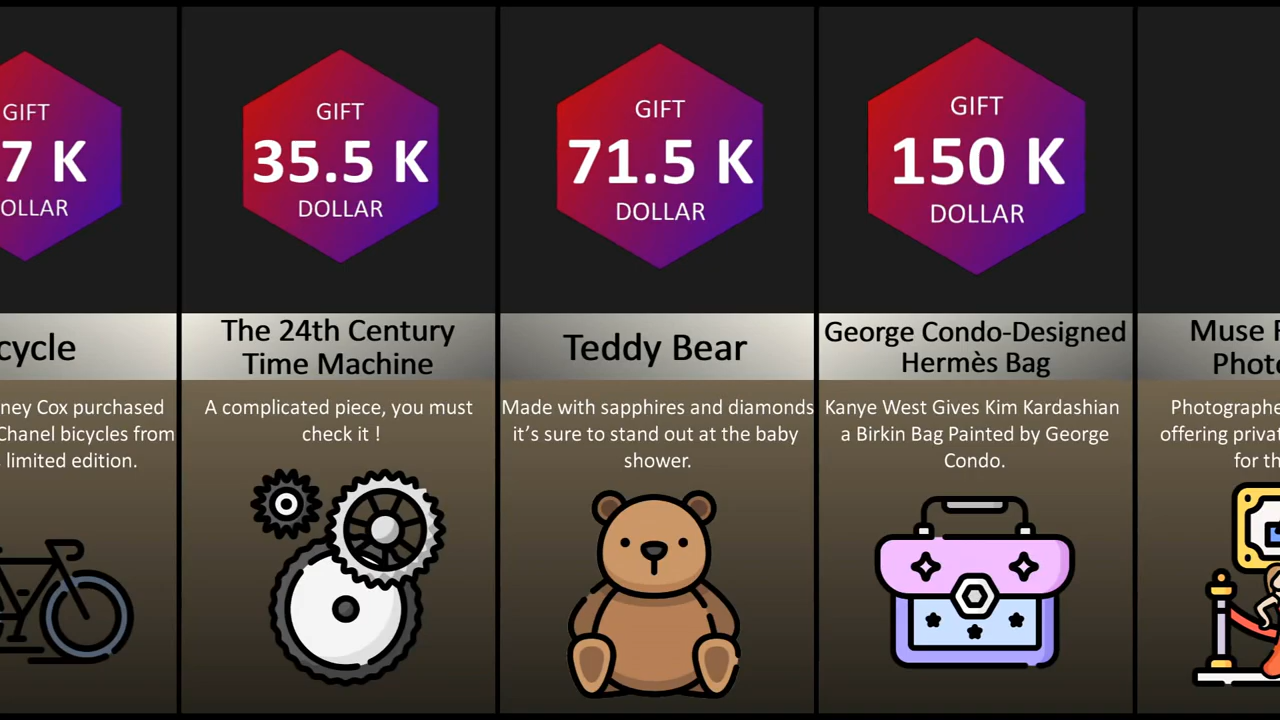 GIFT
7 K
OLLAR
cycle
ney Cox purchased
Chanel bicycles from
limited edition.
GIFT
35.5 K
DOLLAR
The 24th Century
Time Machine
A complicated piece, you must
check it !
GIFT
71.5 K
DOLLAR
Teddy Bear
Made with sapphires and diamonds
it's sure to stand out at the baby
shower.
GIFT
150 K
DOLLAR
George Condo-Designed
Hermès Bag
Kanye West Gives Kim Kardashian
a Birkin Bag Painted by George
Condo.
Muse
Photo
Photographe
offering privat
for th